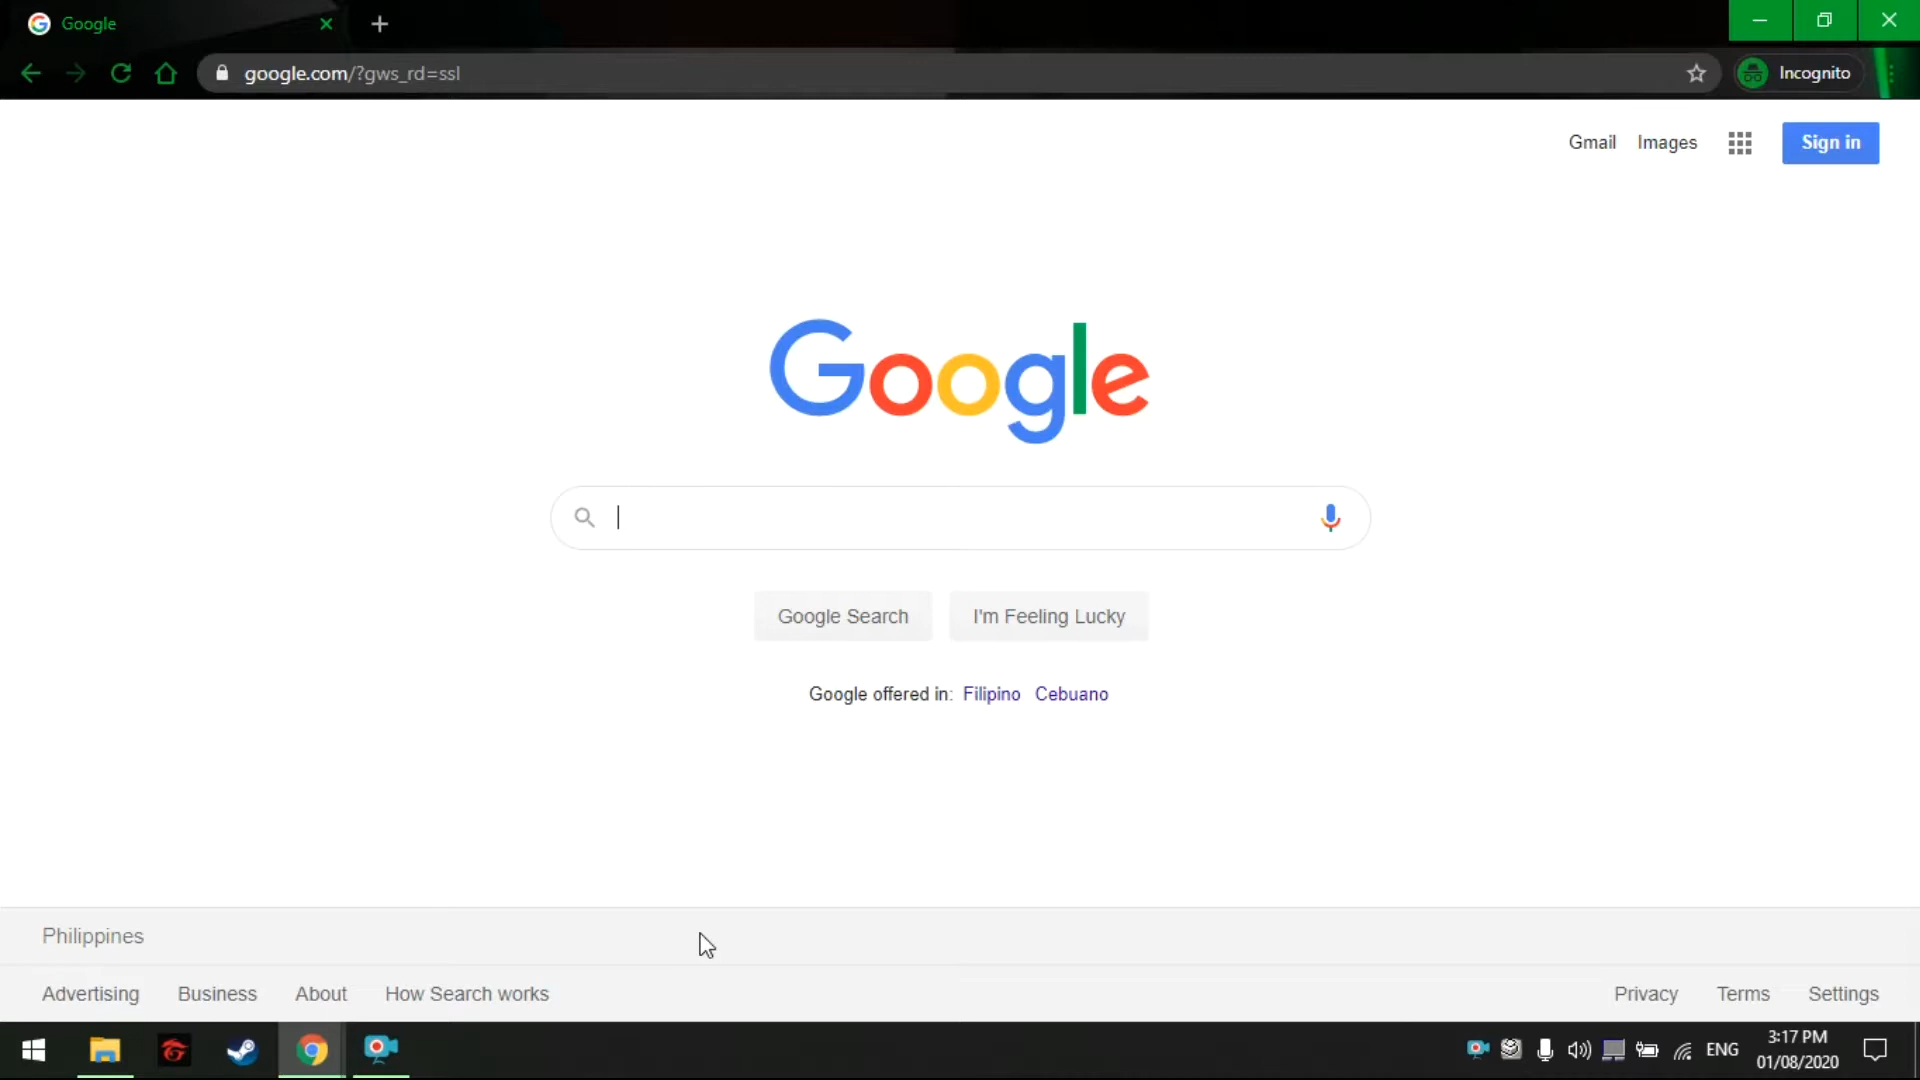 Google
google.com/?gws_rd=ssl
Incognito
Gmail Images Sign in
Google
Google Search I'm Feeling Lucky
Google offered in: Filipino Cebuano
Philippines
Advertising Business About How Search works Privacy Terms Settings
ENG 3:17 PM
01/08/2020